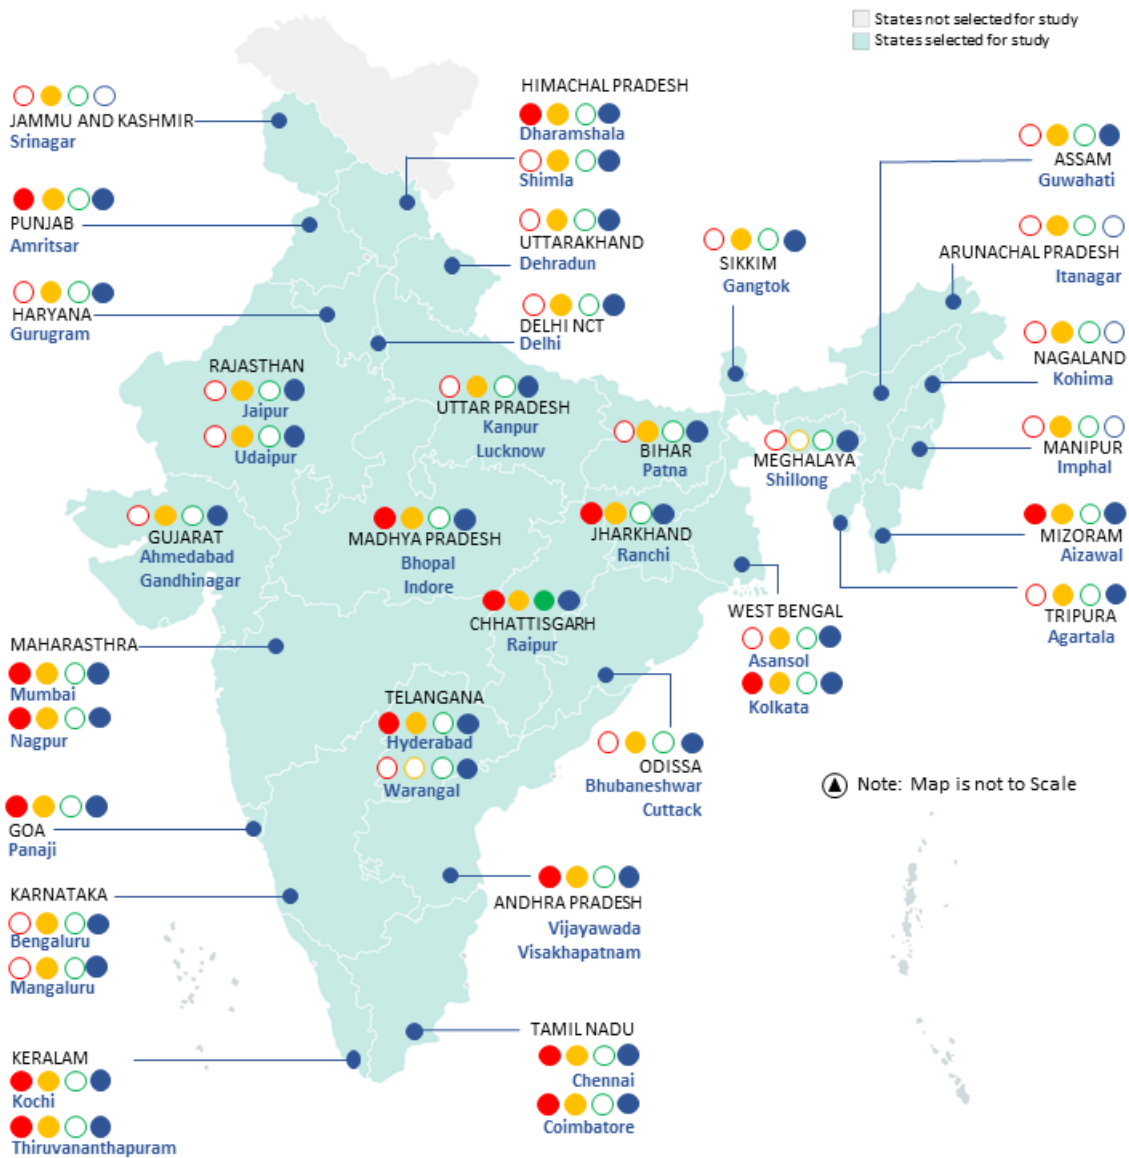 States not selected for study
States selected for study
JAMMU AND KASHMIR
Srinagar
HIMACHAL PRADESH
Dharamshala
Shimla
ASSAM
Guwahati
PUNJAB
Amritsar
UTTARAKHAND
Dehradun
SIKKIM
Gangtok
ARUNACHAL PRADESH
Itanagar
HARYANA
Gurugram
DELHI NCT
Delhi
NAGALAND
Kohima
RAJASTHAN
Jaipur
Udaipur
UTTAR PRADESH
Kanpur
Lucknow
BIHAR
Patna
MEGHALAYA
Shillong
MANIPUR
Imphal
GUJARAT
Ahmedabad
Gandhinagar
MADHYA PRADESH
Bhopal
Indore
JHARKHAND
Ranchi
MIZORAM
Aizawal
CHHATTISGARH
Raipur
WEST BENGAL
Asansol
Kolkata
TRIPURA
Agartala
MAHARASTHRA
Mumbai
Nagpur
TELANGANA
Hyderabad
Warangal
ODISSA
Bhubaneshwar
Cuttack
Note: Map is not to Scale
GOA
Panaji
KARNATAKA
Bengaluru
Mangaluru
ANDHRA PRADESH
Vijayawada
Visakhapatnam
KERALAM
Kochi
Thiruvananthapuram
TAMIL NADU
Chennai
Coimbatore